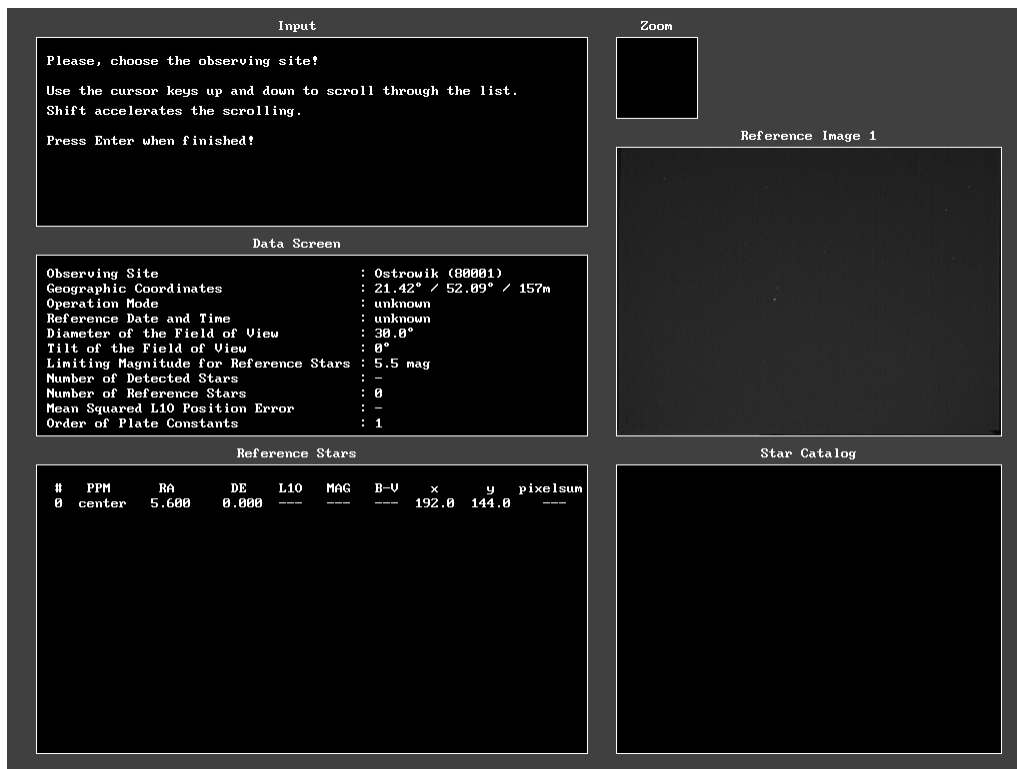 Input
Please, choose the observing site!
Use the cursor keys up and down to scroll through the list.
Shift accelerates the scrolling.
Press Enter when finished!
Zoom
Reference Image 1
Data Screen
Observing Site : Ostrowik (80001)
Geographic Coordinates : 21.42° / 52.09° / 157m
Operation Mode : unknown
Reference Date and Time : unknown
Diameter of the Field of View : 30.0°
Tilt of the Field of View : 0°
Limiting Magnitude for Reference Stars : 5.5 mag
Number of Detected Stars : -
Number of Reference Stars : 0
Mean Squared L1O Position Error : -
Order of Plate Constants : 1
Reference Stars
# PPM RA DE L1O MAG B-V x y pixelsum
0 center 5.600 0.000 --- --- --- 192.0 144.0 ---
Star Catalog